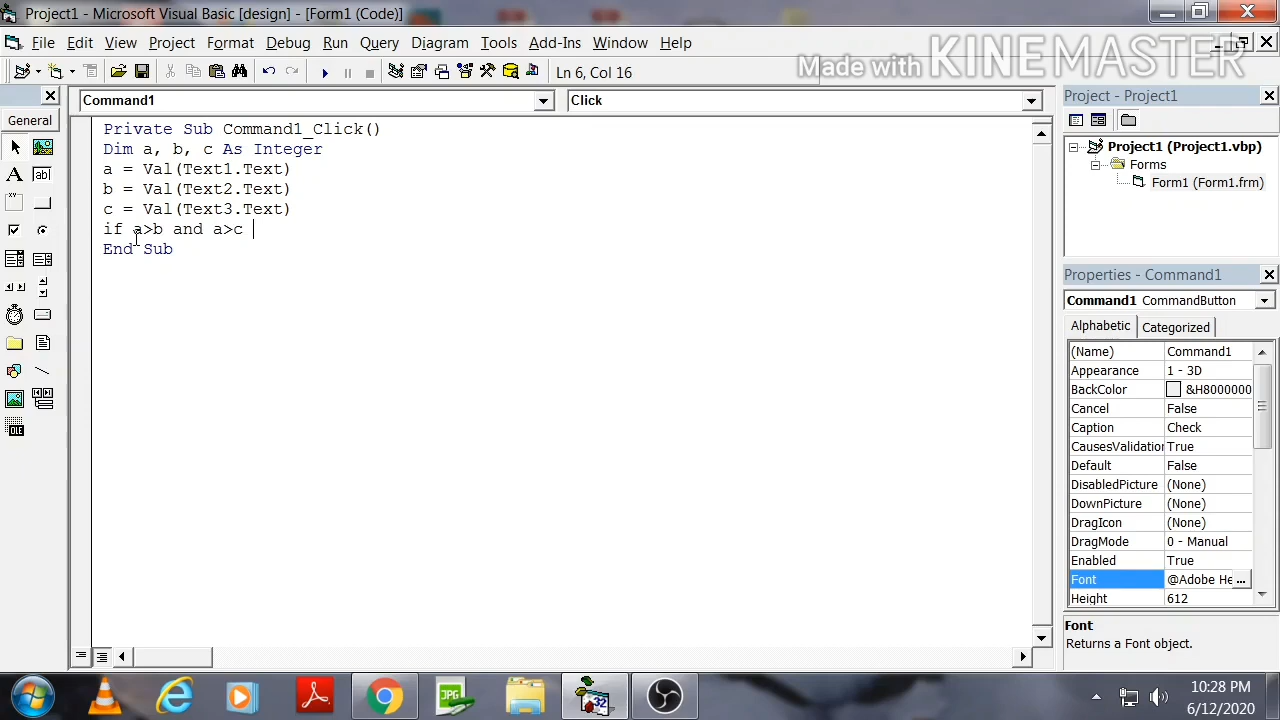 Project1 - Microsoft Visual Basic [design] - [Form1 (Code)]
File Edit View Project Format Debug Run Query Diagram Tools Add-Ins Window Help
Made with KINEMASTER
Ln 6, Col 16
General
Command1
Click
Private Sub Command1_Click()
Dim a, b, c As Integer
a = Val(Text1.Text)
b = Val(Text2.Text)
c = Val(Text3.Text)
if a>b and a>c
End Sub
Project - Project1
Project1 (Project1.vbp)
Forms
Form1 (Form1.frm)
Properties - Command1
Command1 CommandButton
Alphabetic Categorized
(Name) Command1
Appearance 1 - 3D
BackColor &H8000000
Cancel False
Caption Check
CausesValidation True
Default False
DisabledPicture (None)
DownPicture (None)
DragIcon (None)
DragMode 0 - Manual
Enabled True
Font @Adobe He ...
Height 612
Font
Returns a Font object.
ab|
OLE
JPG
32
10:28 PM
6/12/2020